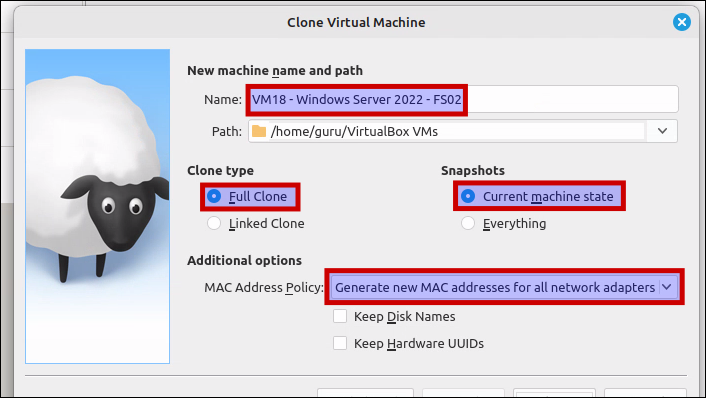 Clone Virtual Machine
New machine name and path
Name: VM18 - Windows Server 2022 - FS02
Path: /home/guru/VirtualBox VMs
Clone type Snapshots
Full Clone Current machine state
Linked Clone Everything
Additional options
MAC Address Policy: Generate new MAC addresses for all network adapters
Keep Disk Names
Keep Hardware UUIDs